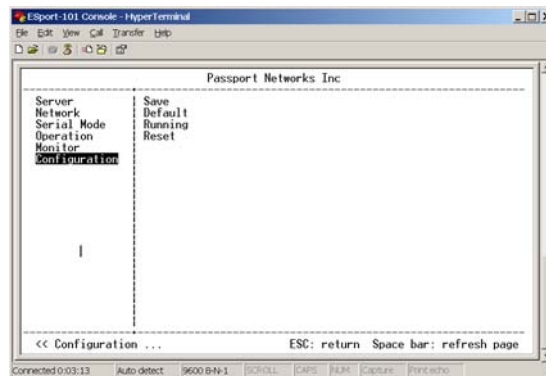 ESport-101 Console - HyperTerminal
File Edit View Call Transfer Help
Passport Networks Inc
Server Save
Network Default
Serial Mode Running
Operation Reset
Monitor
Configuration
<< Configuration ... ESC: return Space bar: refresh page
Connected 0:03:13 Auto detect 9600 8-N-1 SCROLL CAPS NUM Capture Print echo